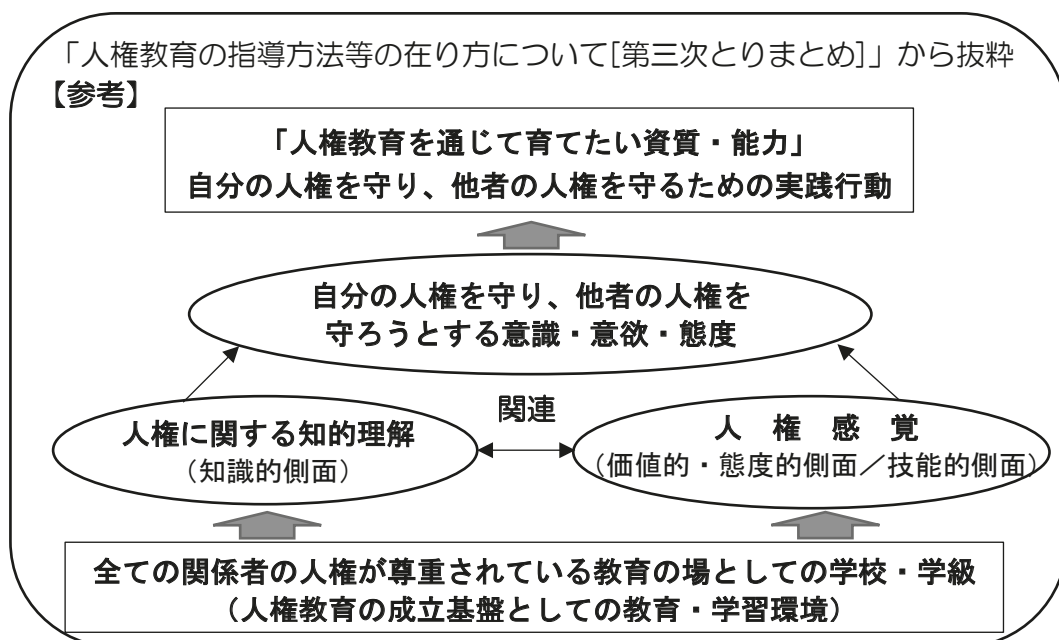 「人権教育の指導方法等の在り方について[第三次とりまとめ]」から抜粋
【参考】
「人権教育を通じて育てたい資質・能力」
自分の人権を守り、他者の人権を守るための実践行動
自分の人権を守り、他者の人権を
守ろうとする意識・意欲・態度
関連
人権に関する知的理解
（知識的側面）
人　権　感　覚
（価値的・態度的側面／技能的側面）
全ての関係者の人権が尊重されている教育の場としての学校・学級
（人権教育の成立基盤としての教育・学習環境）